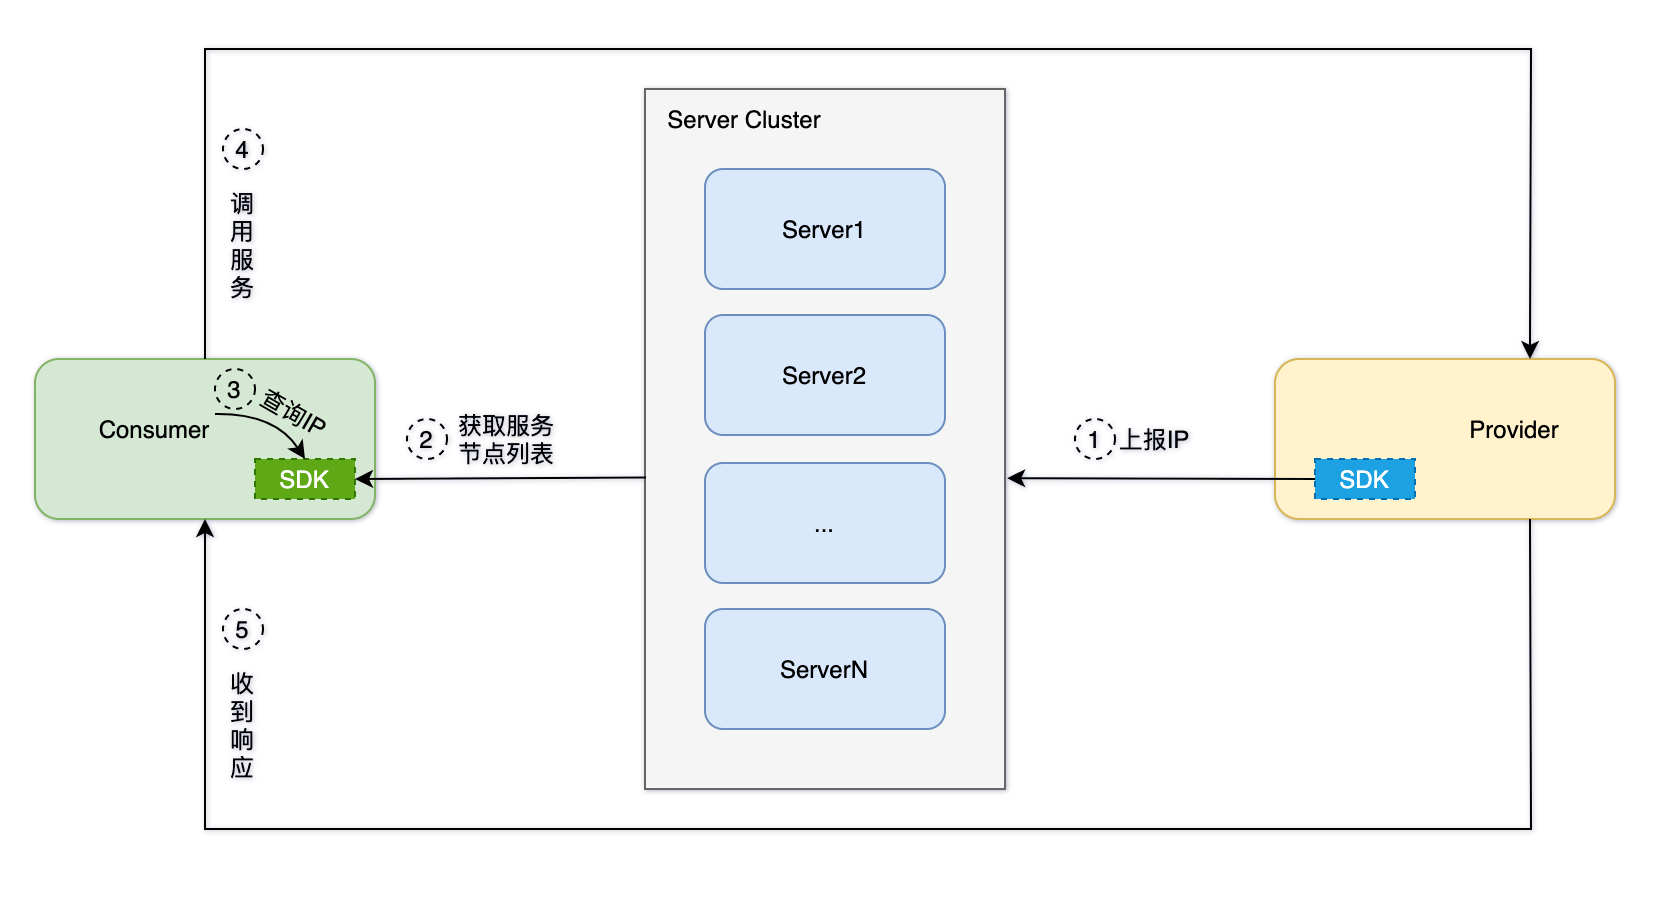 Server Cluster
Server1
Server2
...
ServerN
4
调
用
服
务
3
查询IP
Consumer
SDK
2
获取服务
节点列表
1
上报IP
Provider
SDK
5
收
到
响
应